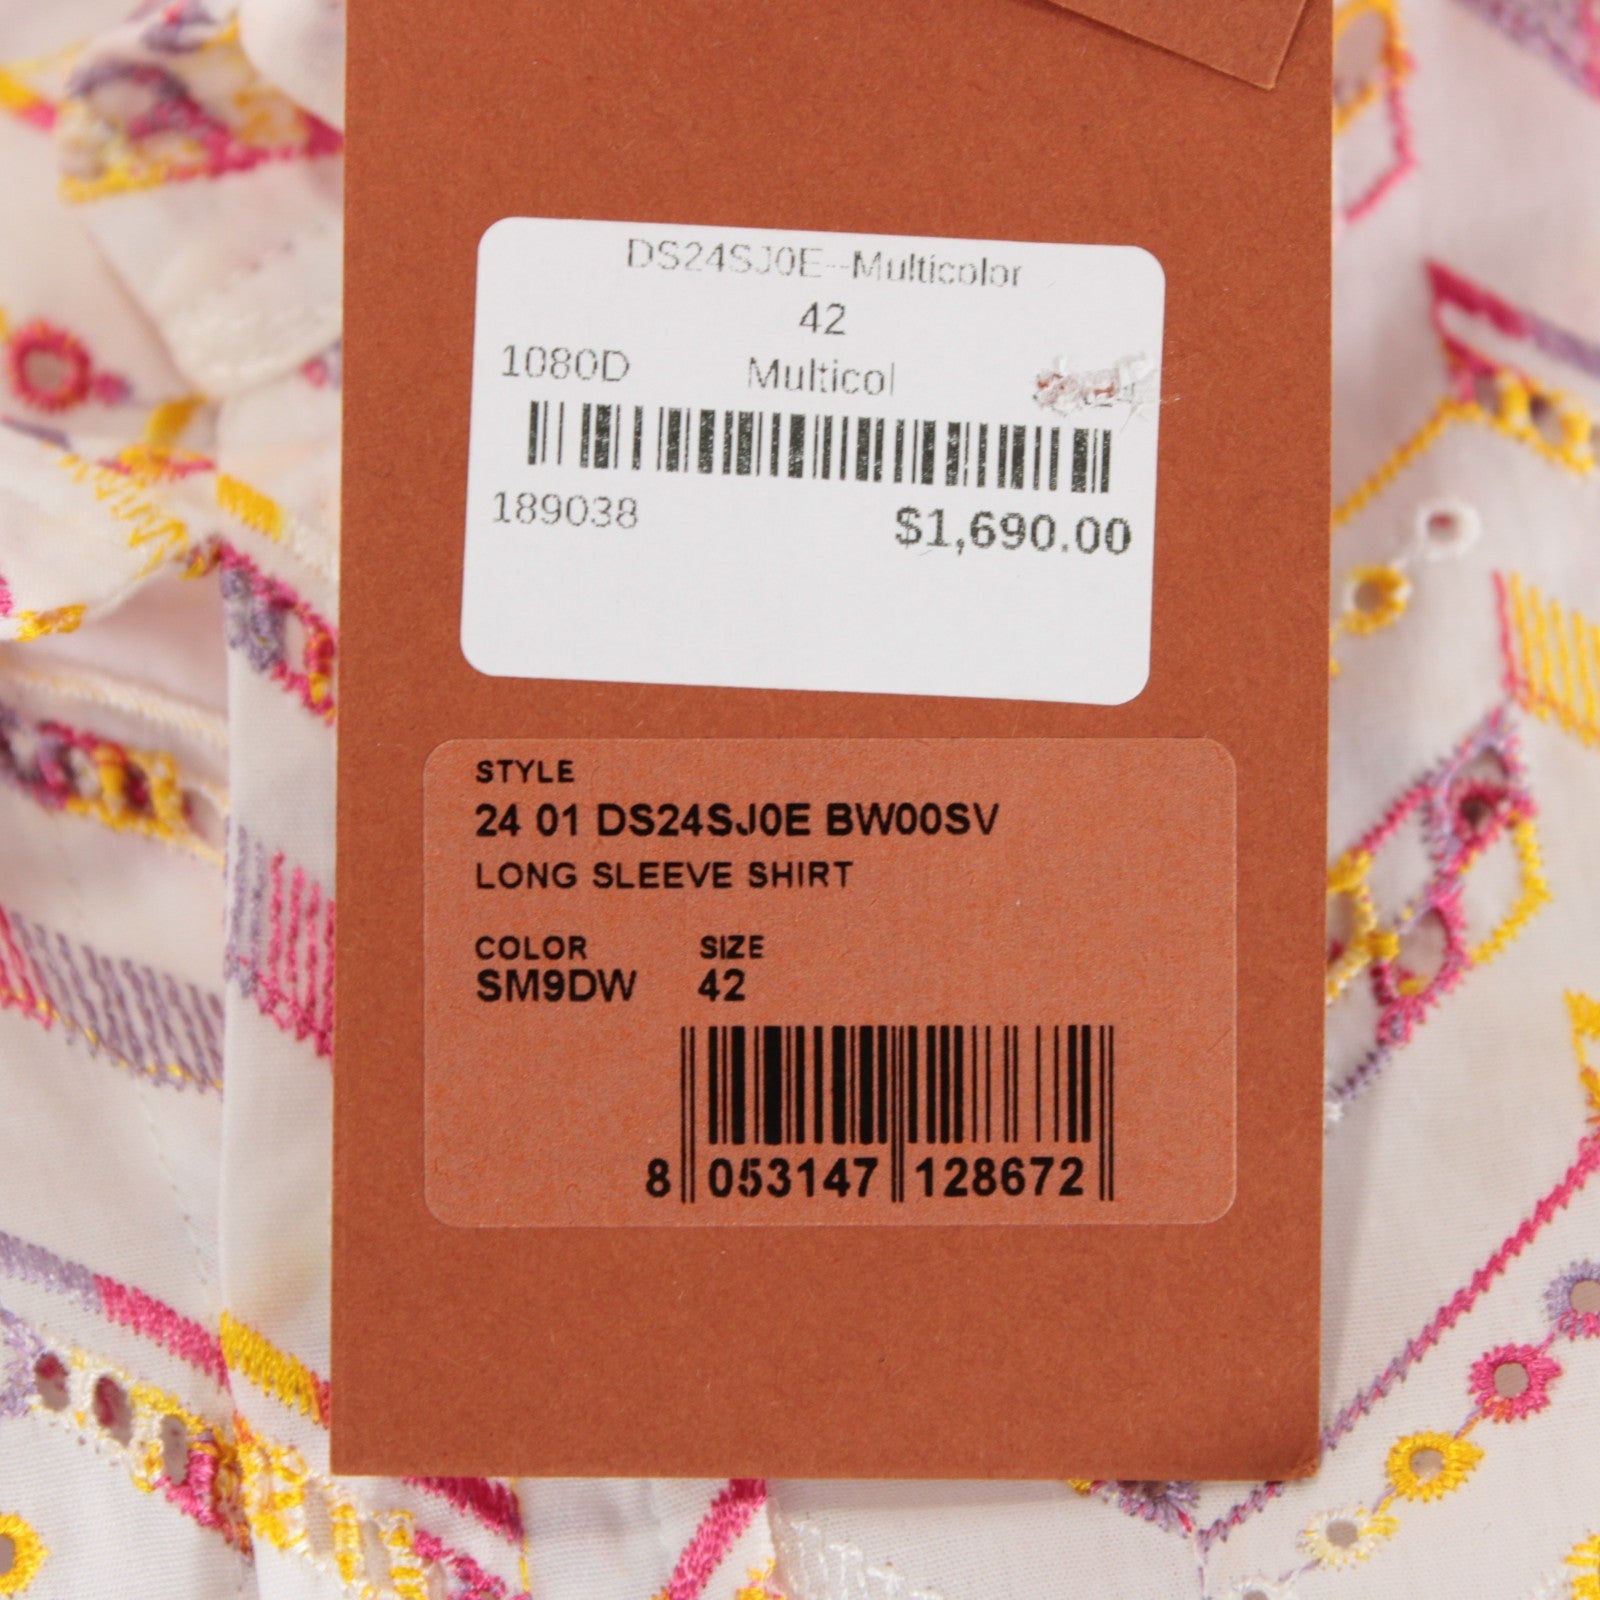 DS24SJ0E--Multicolor
42
1080D Multicol
189038 $1,690.00
STYLE
24 01 DS24SJ0E BW00SV
LONG SLEEVE SHIRT
COLOR SIZE
SM9DW 42
8 053147 128672